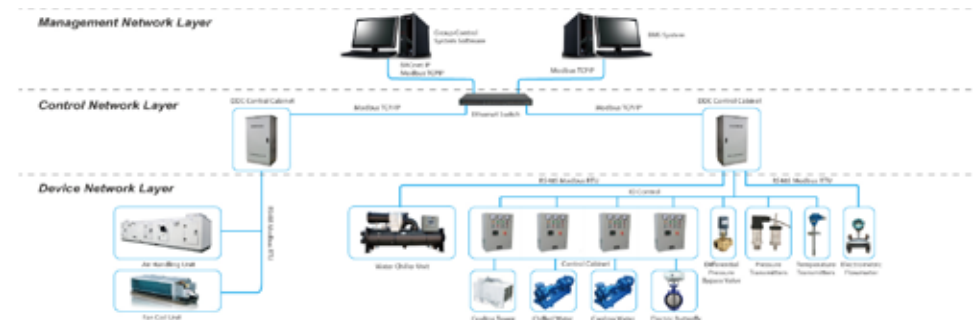 Management Network Layer
Group Control
System Software
BMS System
BACnet IP
Modbus TCP/IP
Modbus TCP/IP
Control Network Layer
DDC Control Cabinet
Modbus TCP/IP
Ethernet Switch
Modbus TCP/IP
DDC Control Cabinet
Device Network Layer
RS485 Modbus RTU
RS485 Modbus RTU
IO Control
RS485 Modbus RTU
Air Handling Unit
Water Chiller Unit
Control Cabinet
Differential
Pressure
Bypass Valve
Pressure
Transmitters
Temperature
Transmitters
Electromagnetic
Flowmeter
Fan Coil Unit
Cooling Tower
Chilled Water
Cooling Water
Electric Butterfly